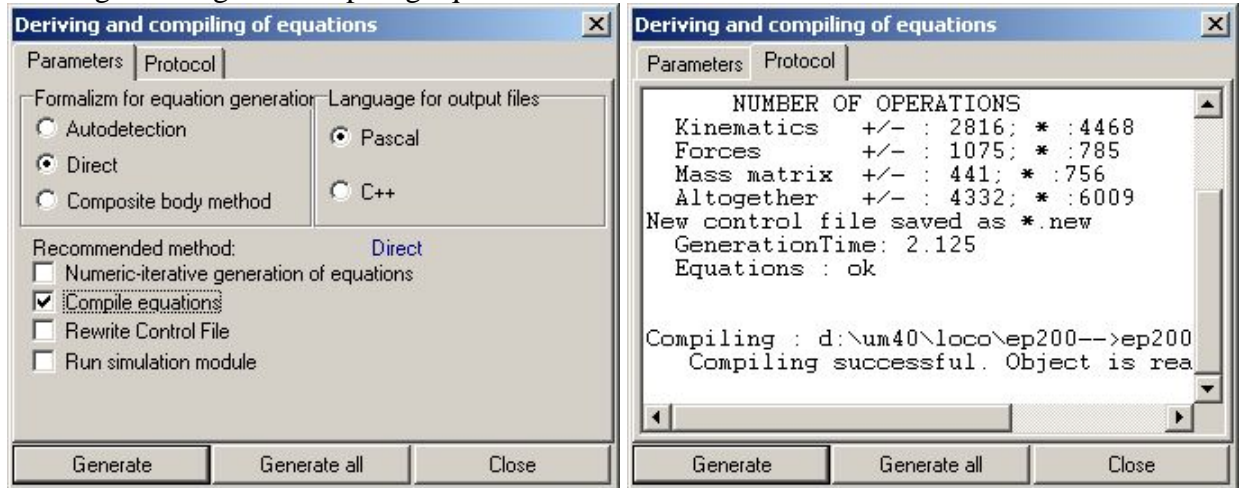 Deriving and compiling of equations
Parameters Protocol
Formalizm for equation generation
Autodetection
Direct
Composite body method
Language for output files
Pascal
C++
Recommended method: Direct
Numeric-iterative generation of equations
Compile equations
Rewrite Control File
Run simulation module
Generate Generate all Close
Deriving and compiling of equations
Parameters Protocol
NUMBER OF OPERATIONS
Kinematics +/- : 2816; * :4468
Forces +/- : 1075; * :785
Mass matrix +/- : 441; * :756
Altogether +/- : 4332; * :6009
New control file saved as *.new
GenerationTime: 2.125
Equations : ok
Compiling : d:\um40\loco\ep200-->ep200
Compiling successful. Object is rea
Generate Generate all Close